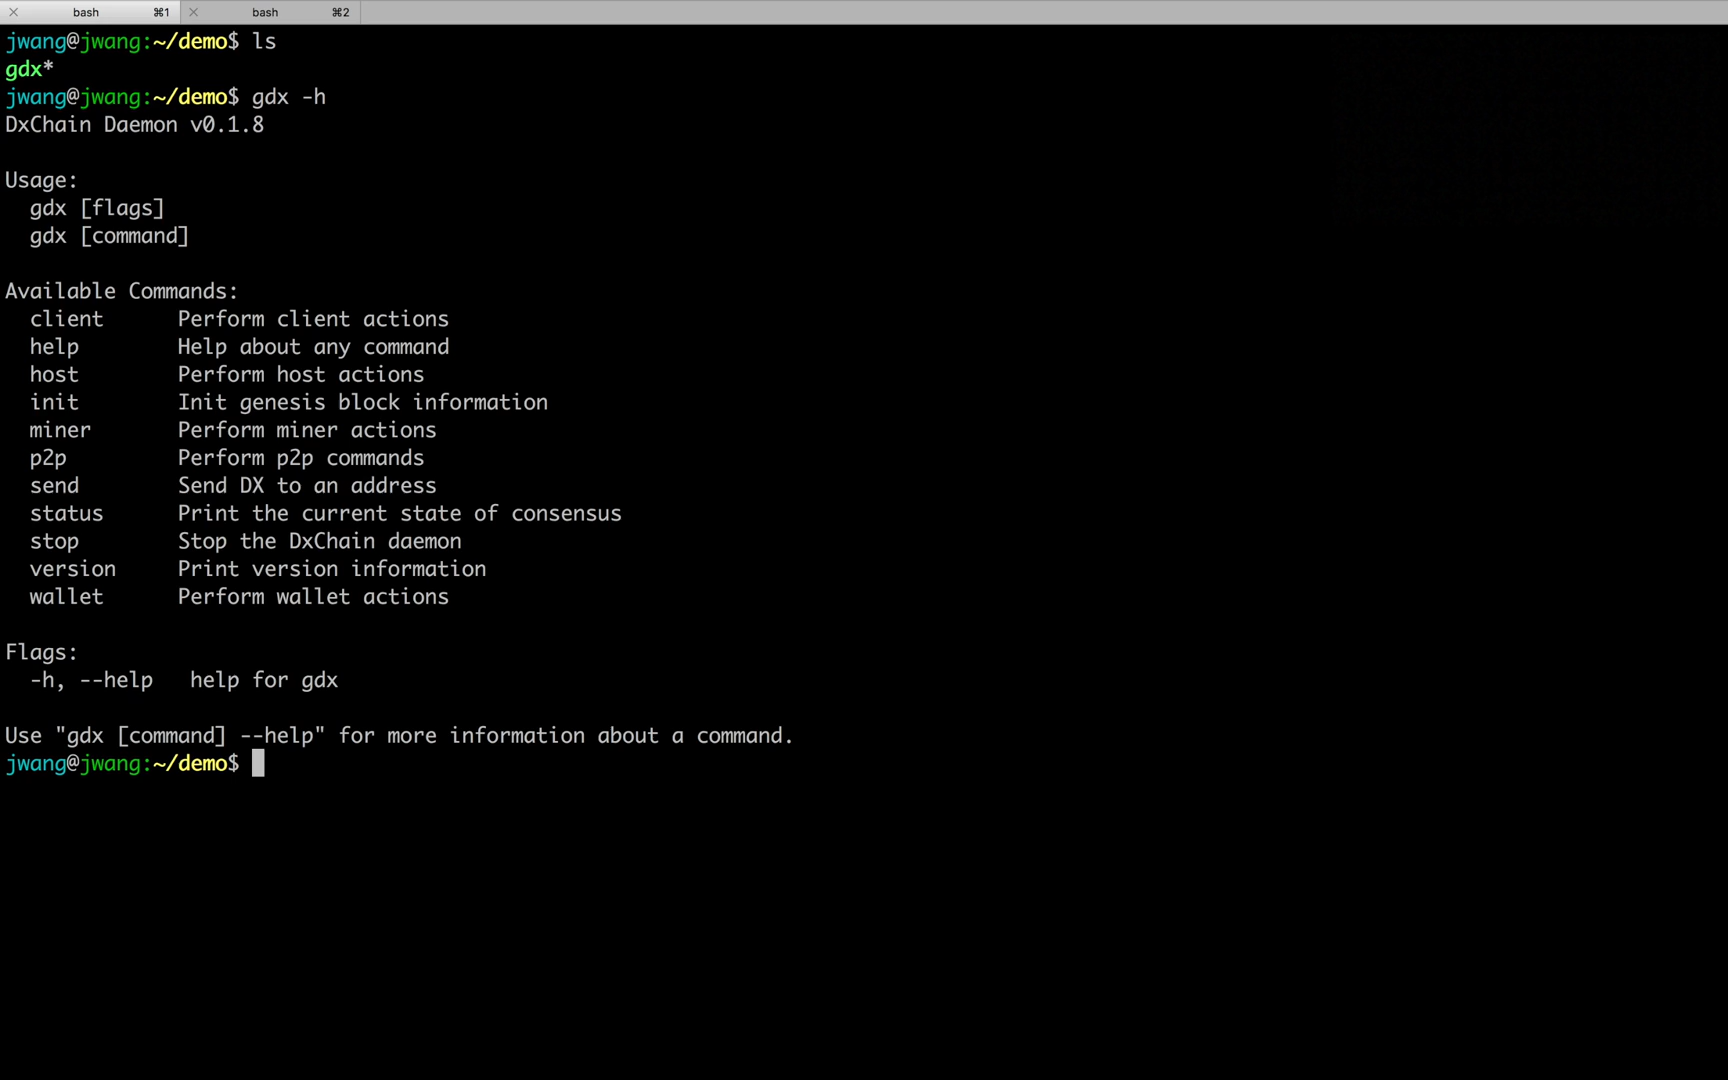 bash ⌘1 bash ⌘2
jwang@jwang:~/demo$ ls
gdx*
jwang@jwang:~/demo$ gdx -h
DxChain Daemon v0.1.8
Usage:
gdx [flags]
gdx [command]
Available Commands:
client Perform client actions
help Help about any command
host Perform host actions
init Init genesis block information
miner Perform miner actions
p2p Perform p2p commands
send Send DX to an address
status Print the current state of consensus
stop Stop the DxChain daemon
version Print version information
wallet Perform wallet actions
Flags:
-h, --help help for gdx
Use "gdx [command] --help" for more information about a command.
jwang@jwang:~/demo$